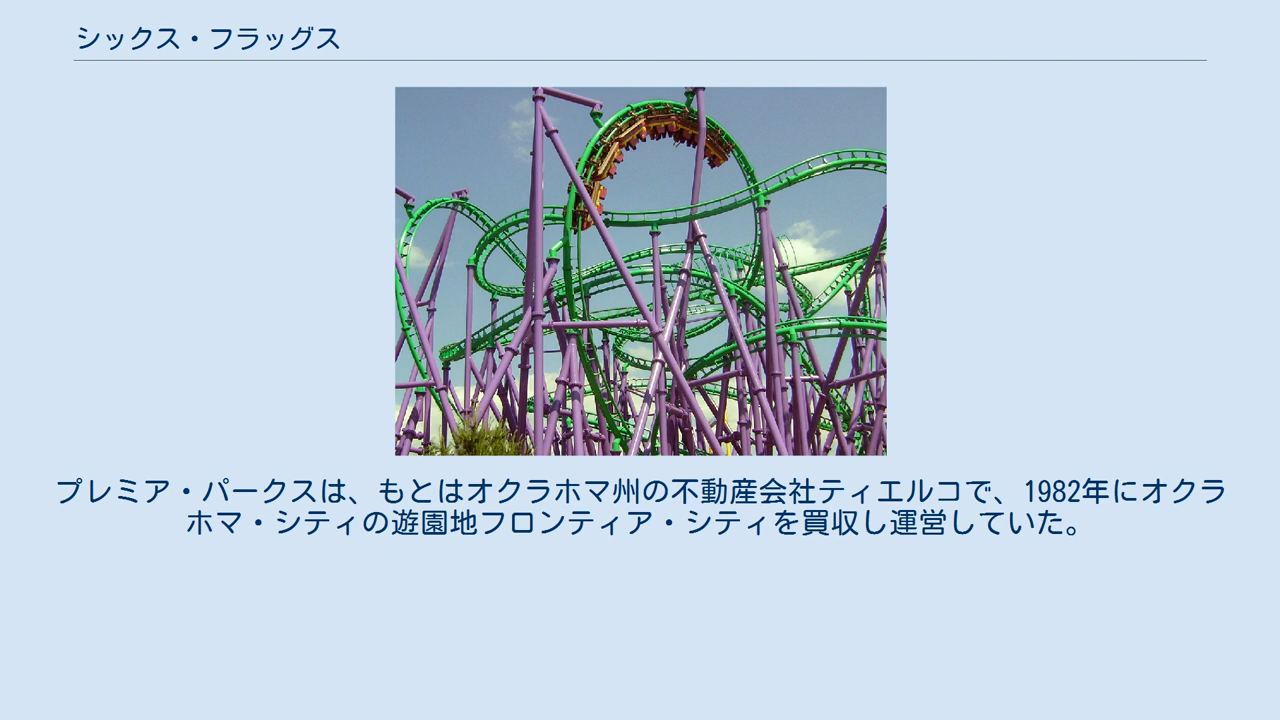 シックス・フラッグス
プレミア・パークスは、もとはオクラホマ州の不動産会社ティエルコで、1982年にオクラ
ホマ・シティの遊園地フロンティア・シティを買収し運営していた。